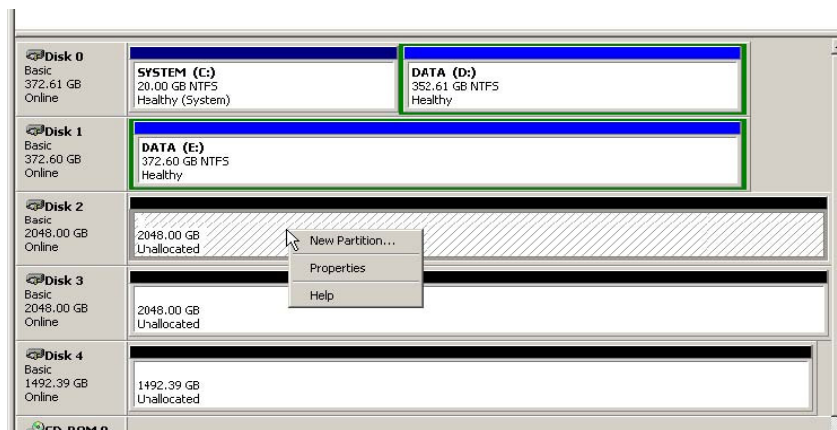 Disk 0
Basic
372.61 GB
Online
SYSTEM (C:)
20.00 GB NTFS
Healthy (System)
DATA (D:)
352.61 GB NTFS
Healthy
Disk 1
Basic
372.60 GB
Online
DATA (E:)
372.60 GB NTFS
Healthy
Disk 2
Basic
2048.00 GB
Online
2048.00 GB
Unallocated
New Partition...
Properties
Help
Disk 3
Basic
2048.00 GB
Online
2048.00 GB
Unallocated
Disk 4
Basic
1492.39 GB
Online
1492.39 GB
Unallocated
CD-ROM 0